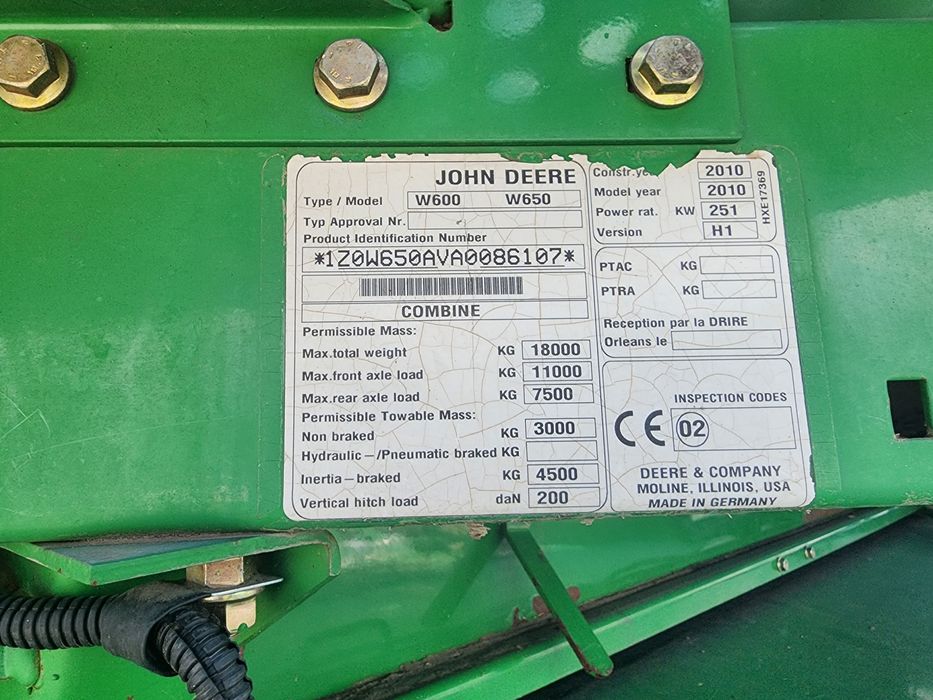 JOHN DEERE
Type / Model W600 W650
Typ Approval Nr.
Product Identification Number
*1Z0W650AVA0086107*
COMBINE
Permissible Mass:
Max.total weight KG 18000
Max.front axle load KG 11000
Max.rear axle load KG 7500
Permissible Towable Mass:
Non braked KG 3000
Hydraulic –/Pneumatic braked KG
Inertia – braked KG 4500
Vertical hitch load daN 200
2010
Model year 2010
Power rat. KW 251
Version H1
HXE17369
PTAC KG
PTRA KG
Reception par la DRIRE
Orleans le
INSPECTION CODES
CE 02
DEERE & COMPANY
MOLINE, ILLINOIS, USA
MADE IN GERMANY